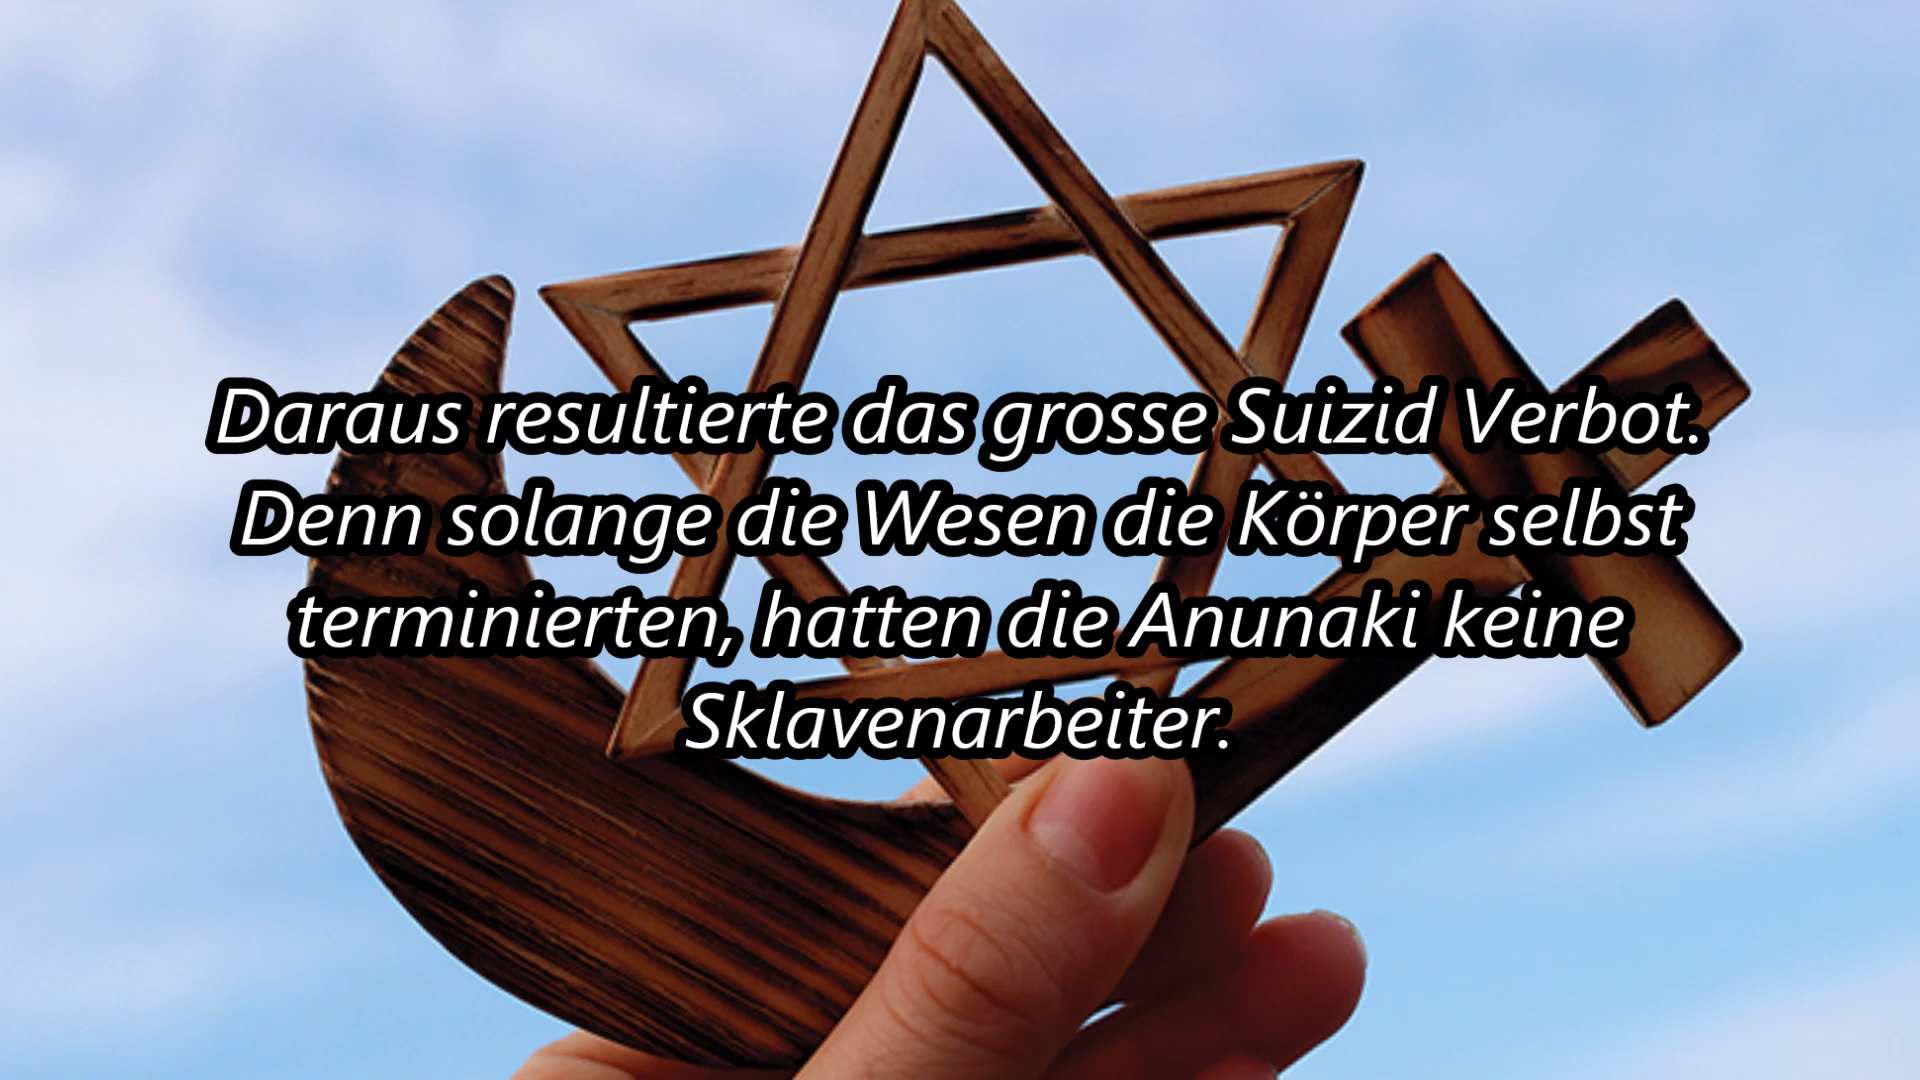 Daraus resultierte das grosse Suizid Verbot.
Denn solange die Wesen die Körper selbst
terminierten, hatten die Anunaki keine
Sklavenarbeiter.